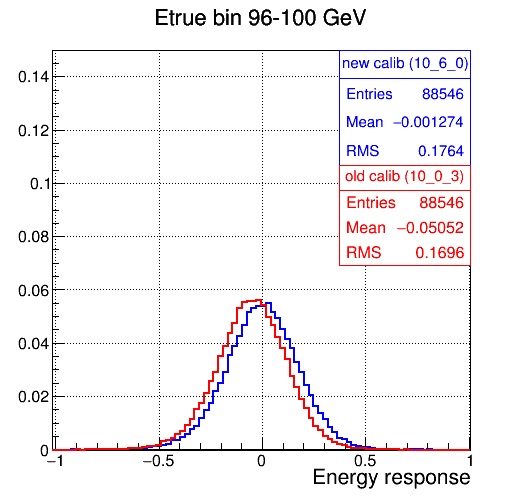 Etrue bin 96-100 GeV
new calib (10_6_0)
Entries 88546
Mean −0.001274
RMS 0.1764
old calib (10_0_3)
Entries 88546
Mean −0.05052
RMS 0.1696
0.14
0.12
0.1
0.08
0.06
0.04
0.02
0
−1 −0.5 0 0.5 1
Energy response